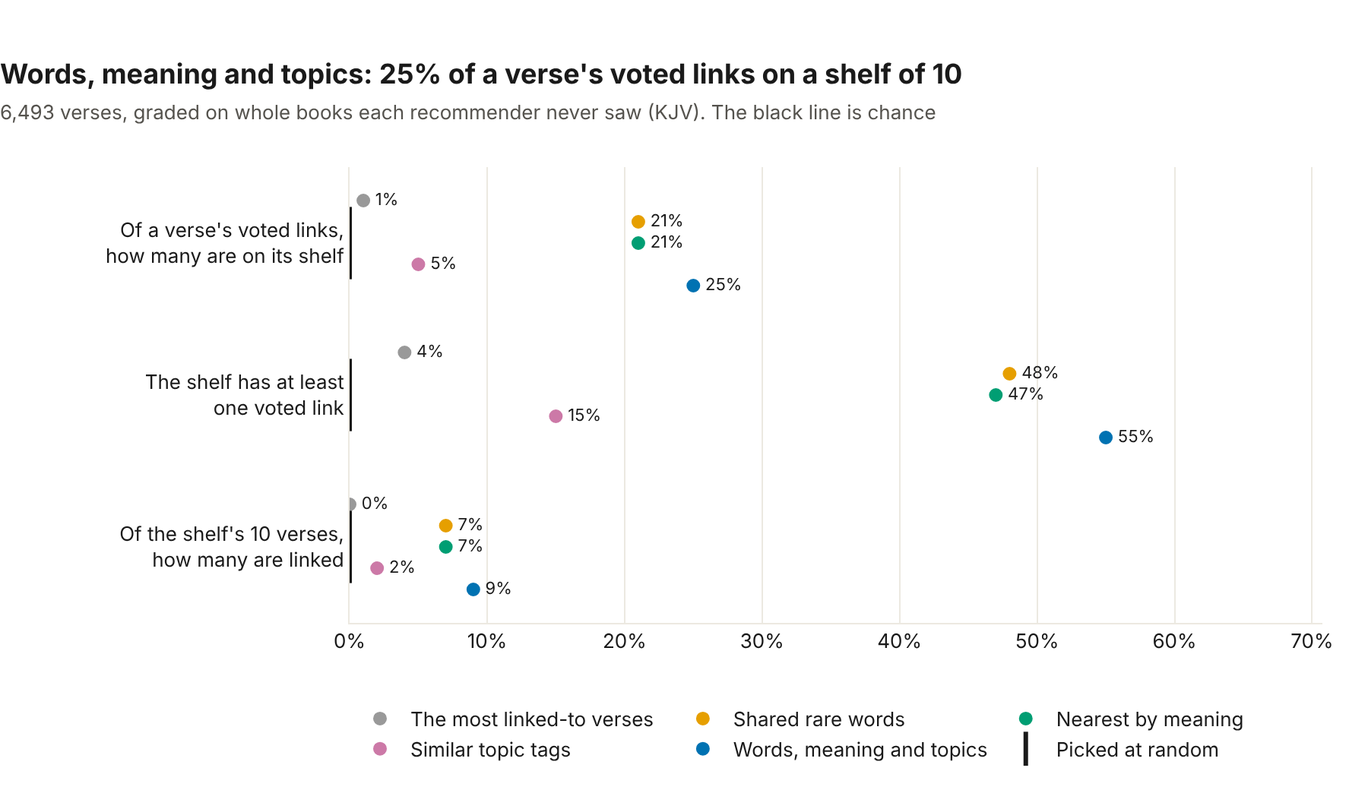 Words, meaning and topics: 25% of a verse's voted links on a shelf of 10
6,493 verses, graded on whole books each recommender never saw (KJV). The black line is chance
1%
Of a verse's voted links,
how many are on its shelf
21%
21%
5%
25%
4%
The shelf has at least
one voted link
48%
47%
15%
55%
0%
Of the shelf's 10 verses,
how many are linked
7%
7%
2%
9%
0% 10% 20% 30% 40% 50% 60% 70%
The most linked-to verses Shared rare words Nearest by meaning
Similar topic tags Words, meaning and topics Picked at random